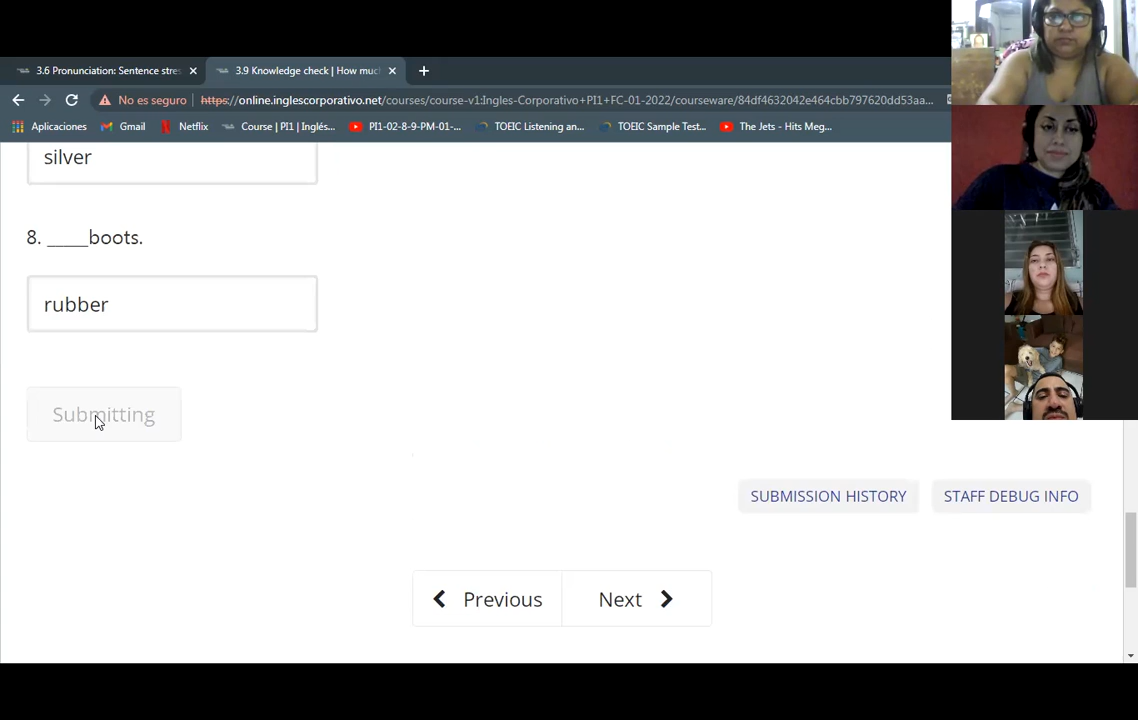 3.6 Pronunciation: Sentence stres
3.9 Knowledge check | How muc
No es seguro
https://online.inglescorporativo.net/courses/course-v1:Ingles-Corporativo+PI1+FC-01-2022/courseware/84df4632042e464cbb797620dd53aa...
Aplicaciones
Gmail
Netflix
Course | PI1 | Inglés...
PI1-02-8-9-PM-01-...
TOEIC Listening an...
TOEIC Sample Test...
The Jets - Hits Meg...
silver
8. _____boots.
rubber
Submitting
SUBMISSION HISTORY
STAFF DEBUG INFO
Previous
Next